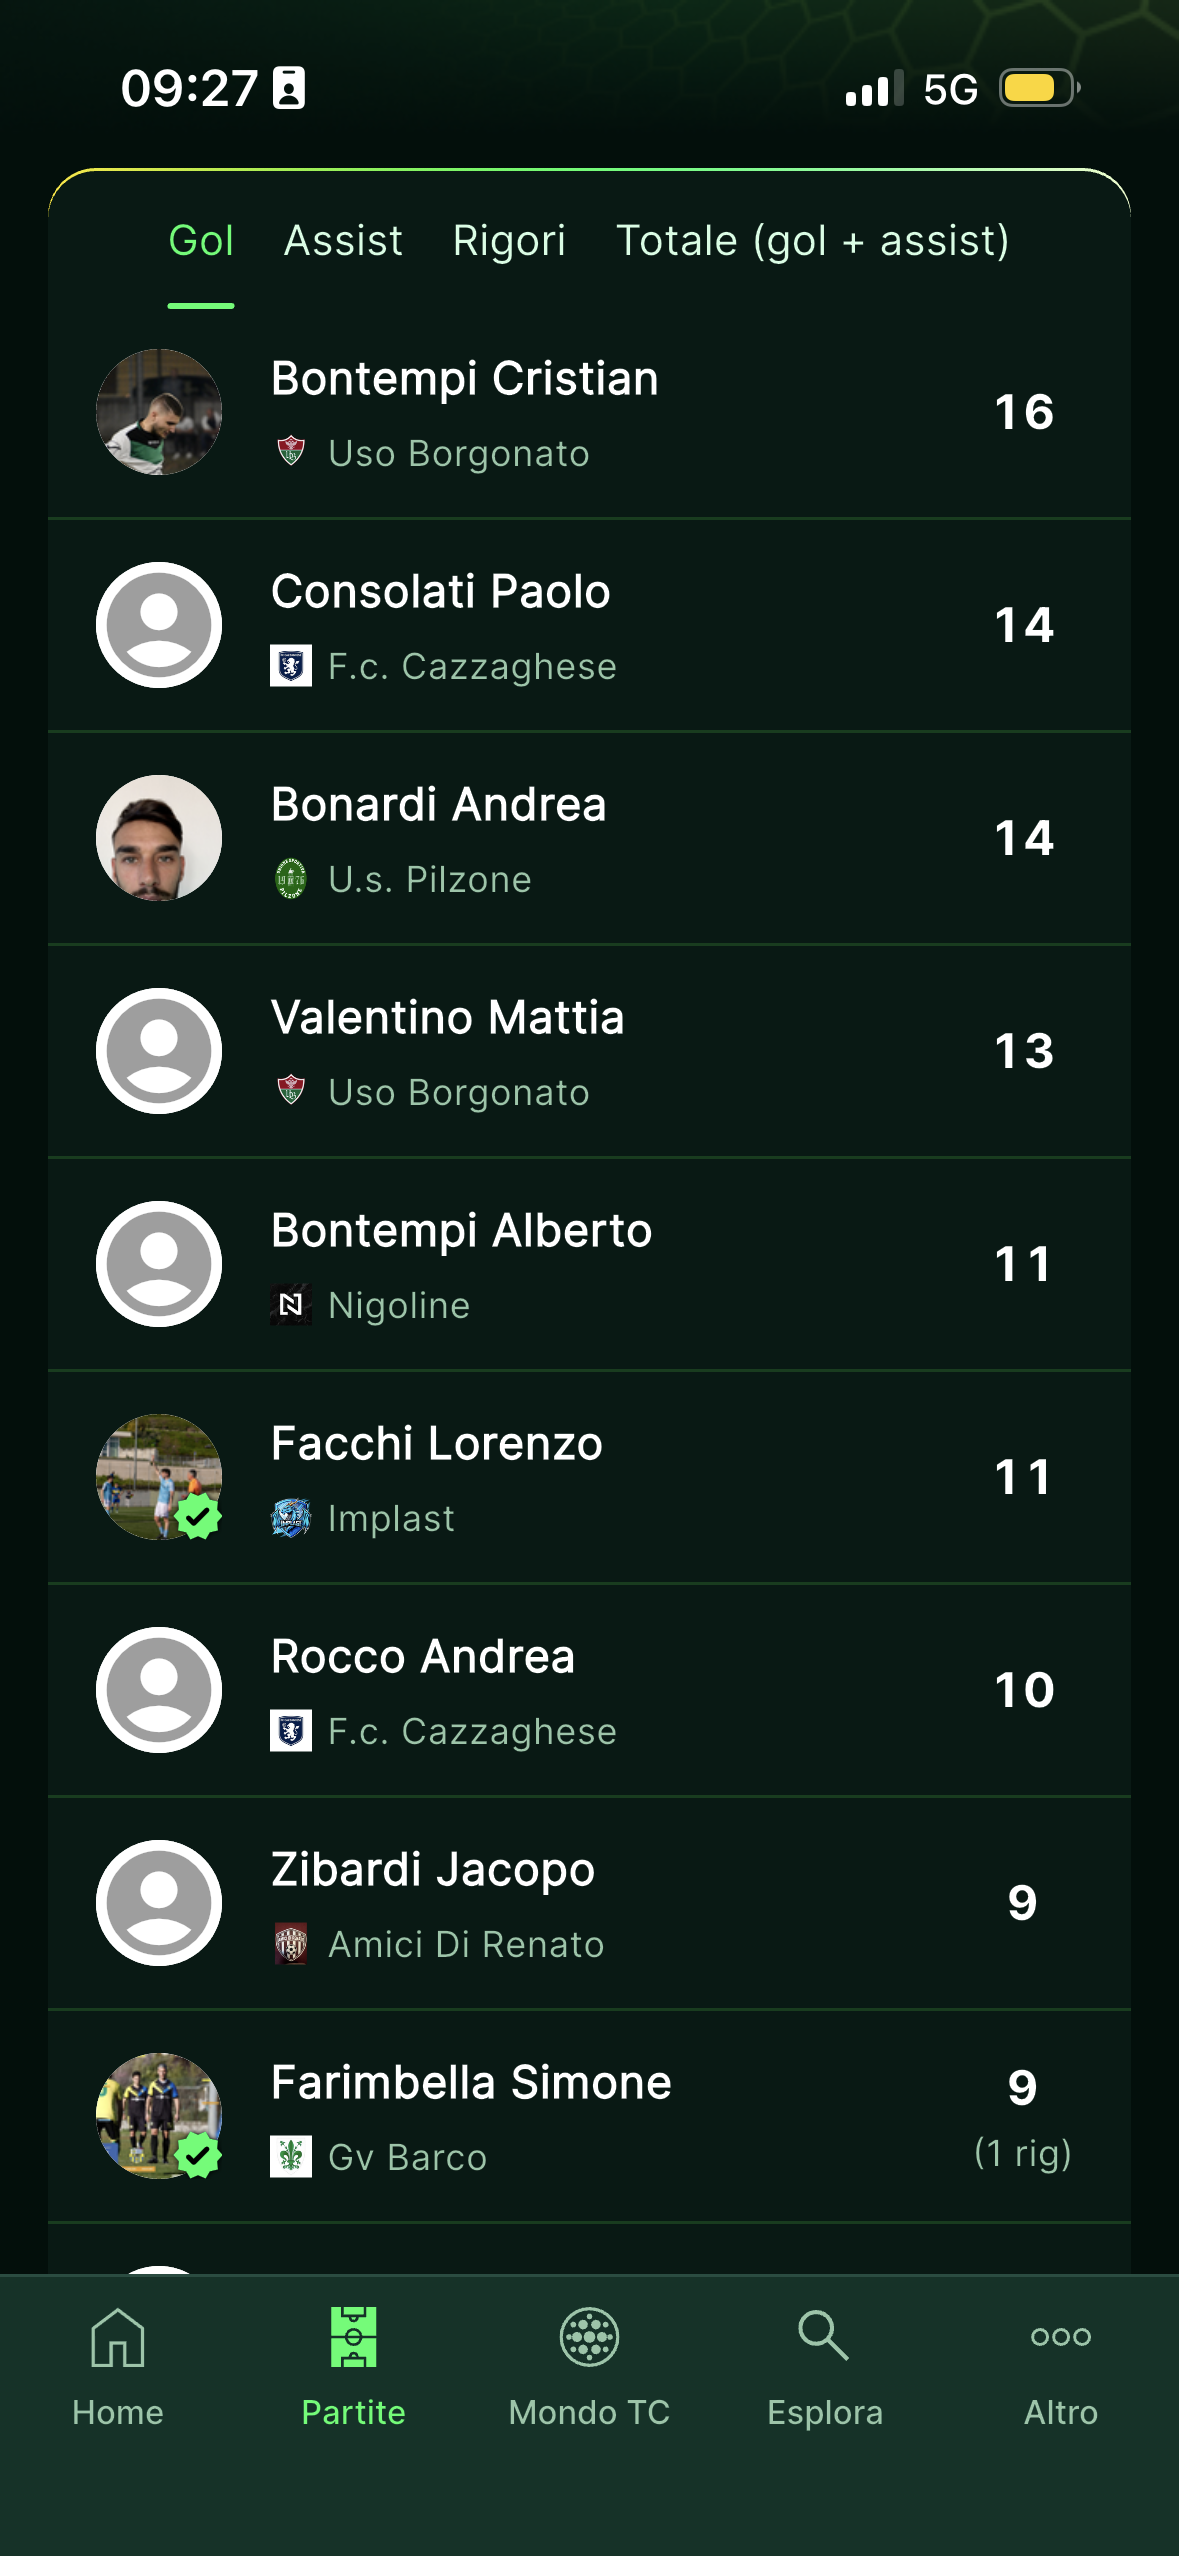 09:27
5G
Gol Assist Rigori Totale (gol + assist)
Bontempi Cristian
16
Uso Borgonato
Consolati Paolo
14
F.c. Cazzaghese
Bonardi Andrea
14
U.s. Pilzone
Valentino Mattia
13
Uso Borgonato
Bontempi Alberto
11
Nigoline
Facchi Lorenzo
11
Implast
Rocco Andrea
10
F.c. Cazzaghese
Zibardi Jacopo
9
Amici Di Renato
Farimbella Simone
9
Gv Barco
(1 rig)
Home Partite Mondo TC Esplora Altro